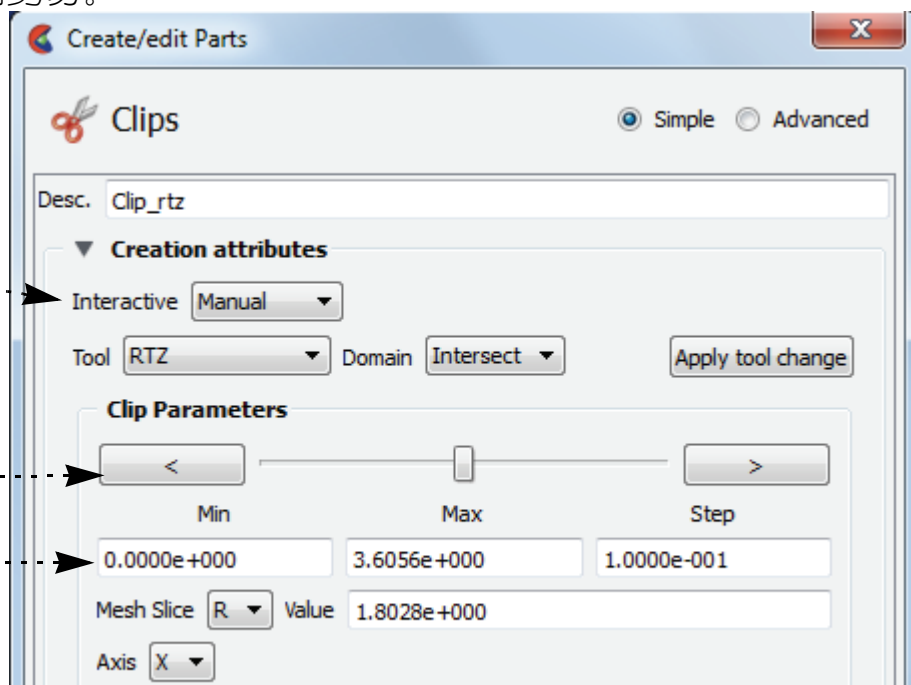 Create/edit Parts
Clips Simple Advanced
Desc. Clip_rtz
Creation attributes
Interactive Manual
Tool RTZ Domain Intersect Apply tool change
Clip Parameters
< >
Min Max Step
0.0000e+000 3.6056e+000 1.0000e-001
Mesh Slice R Value 1.8028e+000
Axis X